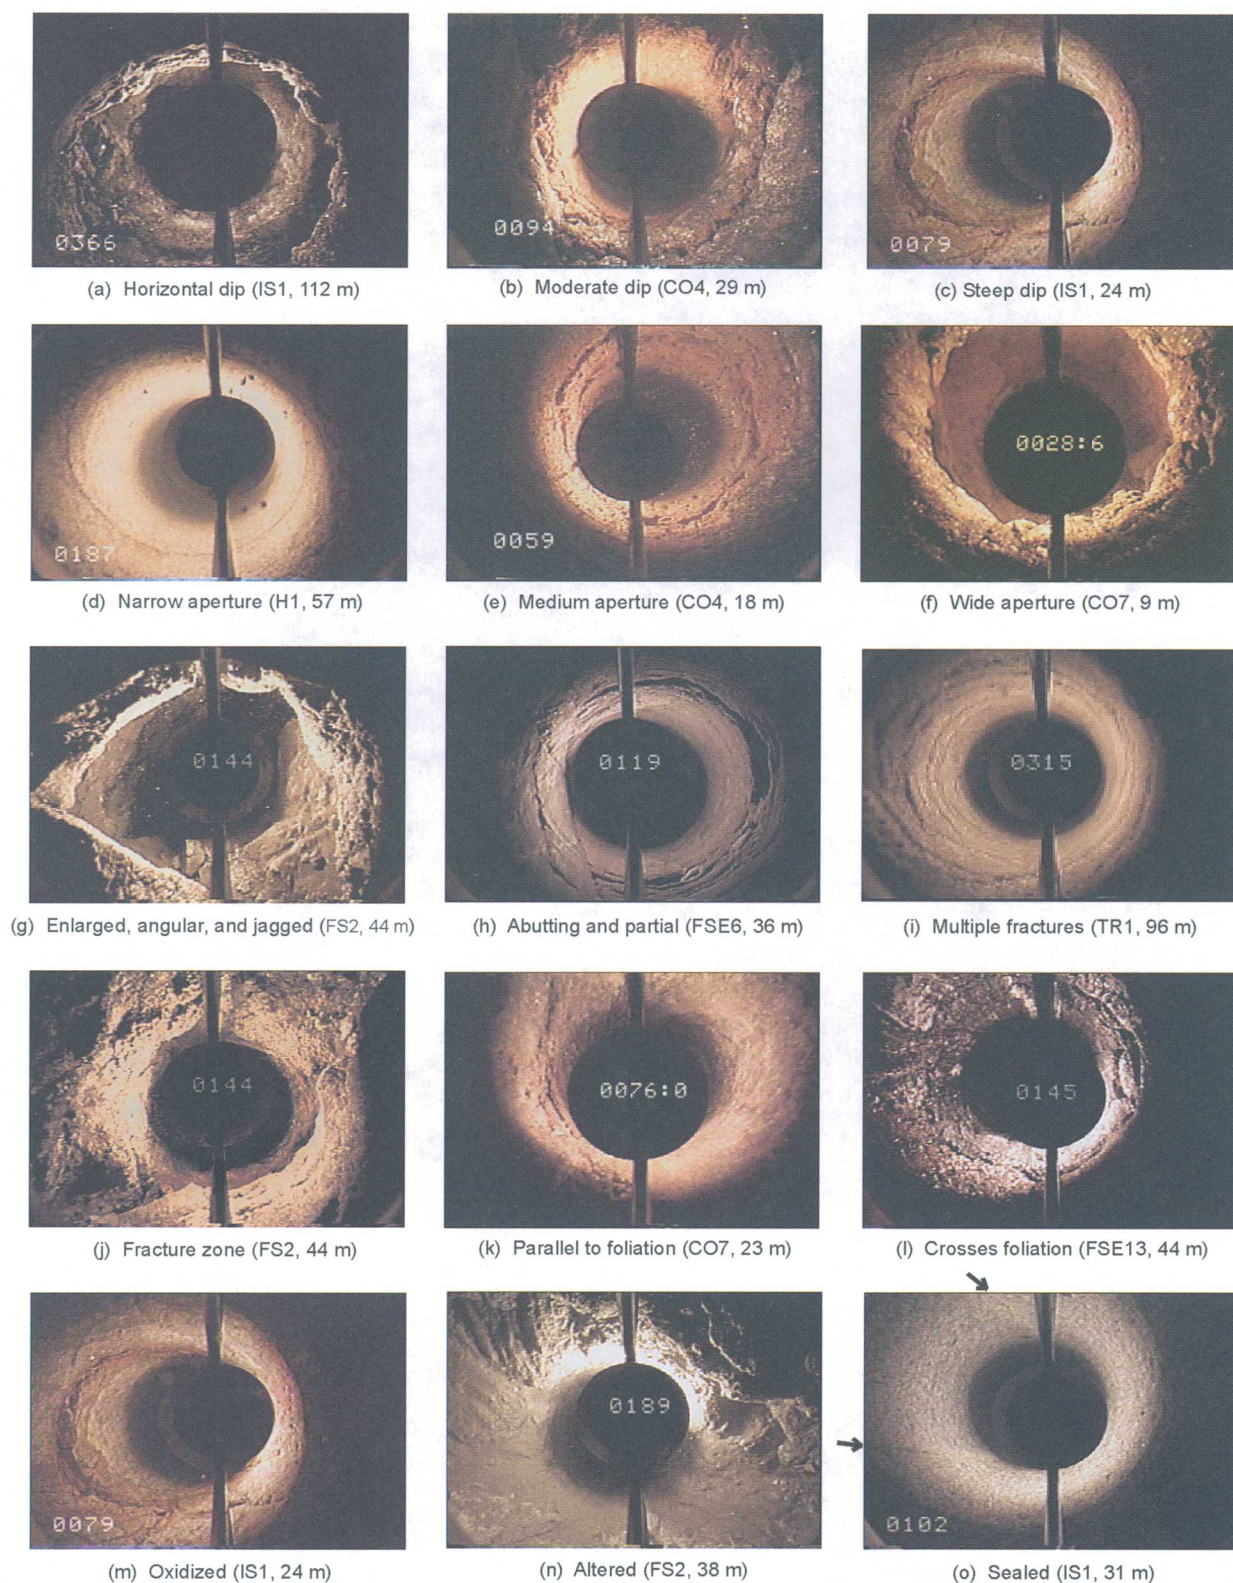 0366
0094
0079
(a) Horizontal dip (IS1, 112 m)
(b) Moderate dip (CO4, 29 m)
(c) Steep dip (IS1, 24 m)
0187
0059
0028:6
(d) Narrow aperture (H1, 57 m)
(e) Medium aperture (CO4, 18 m)
(f) Wide aperture (CO7, 9 m)
0144
0119
0315
(g) Enlarged, angular, and jagged (FS2, 44 m)
(h) Abutting and partial (FSE6, 36 m)
(i) Multiple fractures (TR1, 96 m)
0144
0076:0
0145
(j) Fracture zone (FS2, 44 m)
(k) Parallel to foliation (CO7, 23 m)
(l) Crosses foliation (FSE13, 44 m)
0079
0189
0102
(m) Oxidized (IS1, 24 m)
(n) Altered (FS2, 38 m)
(o) Sealed (IS1, 31 m)